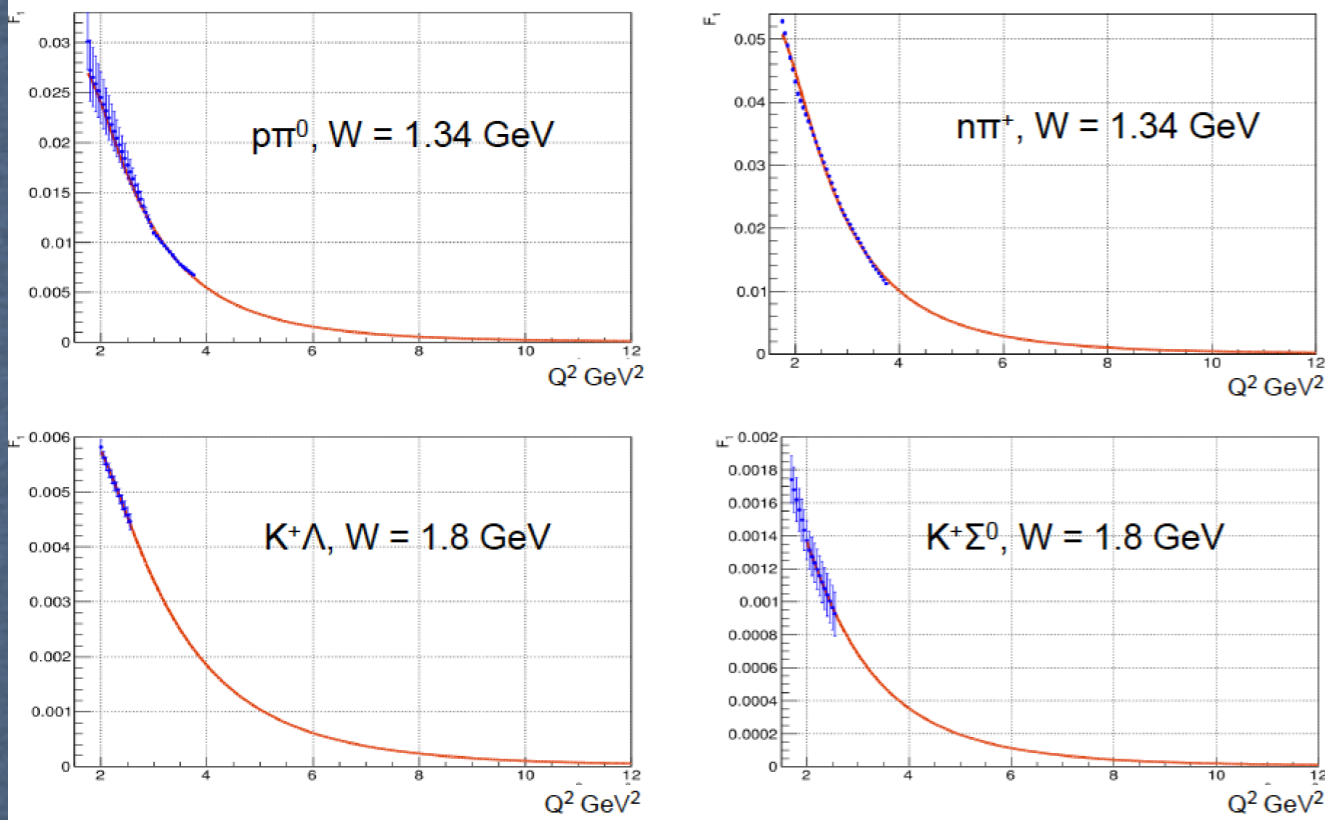 F₁
0.03
0.025
0.02
0.015
0.01
0.005
0
pπ⁰, W = 1.34 GeV
2 4 6 8 10 12
Q² GeV²
F₁
0.05
0.04
0.03
0.02
0.01
0
nπ⁺, W = 1.34 GeV
2 4 6 8 10 12
Q² GeV²
F₁
0.006
0.005
0.004
0.003
0.002
0.001
0
K⁺Λ, W = 1.8 GeV
2 4 6 8 10 12
Q² GeV²
F₁
0.002
0.0018
0.0016
0.0014
0.0012
0.001
0.0008
0.0006
0.0004
0.0002
0
K⁺Σ⁰, W = 1.8 GeV
2 4 6 8 10 12
Q² GeV²